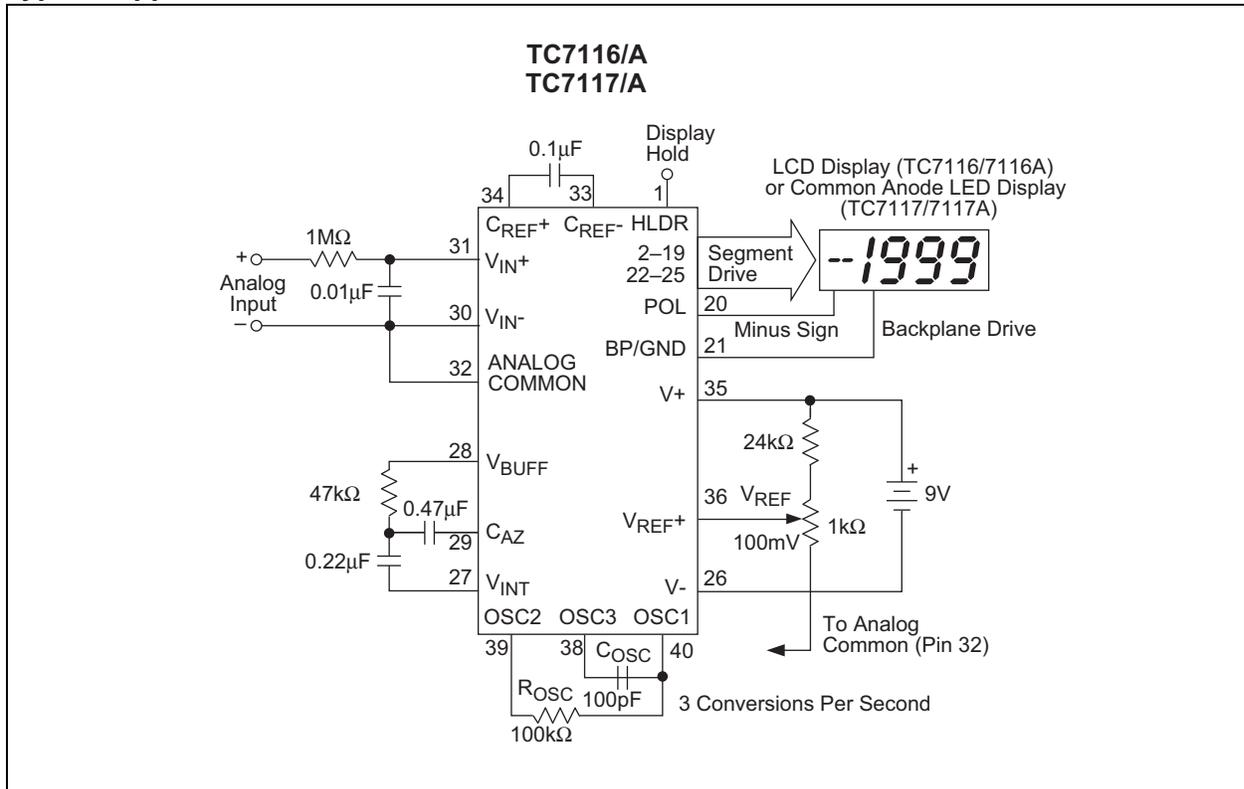 TC7116/A
TC7117/A
Display
Hold
0.1µF
LCD Display (TC7116/7116A)
or Common Anode LED Display
(TC7117/7117A)
34
33
1
CREF+
CREF-
HLDR
1MΩ
31
VIN+
+
Analog
Input
–
0.01µF
30
VIN-
32
ANALOG
COMMON
2–19
22–25
Segment
Drive
--1999
POL
20
Minus Sign
Backplane Drive
BP/GND
21
V+
35
24kΩ
28
VBUFF
47kΩ
0.47µF
CAZ
29
0.22µF
27
VINT
36
VREF
VREF+
100mV
1kΩ
+
9V
V-
26
OSC2
OSC3
OSC1
To Analog
Common (Pin 32)
39
38
COSC
40
ROSC
100pF
3 Conversions Per Second
100kΩ